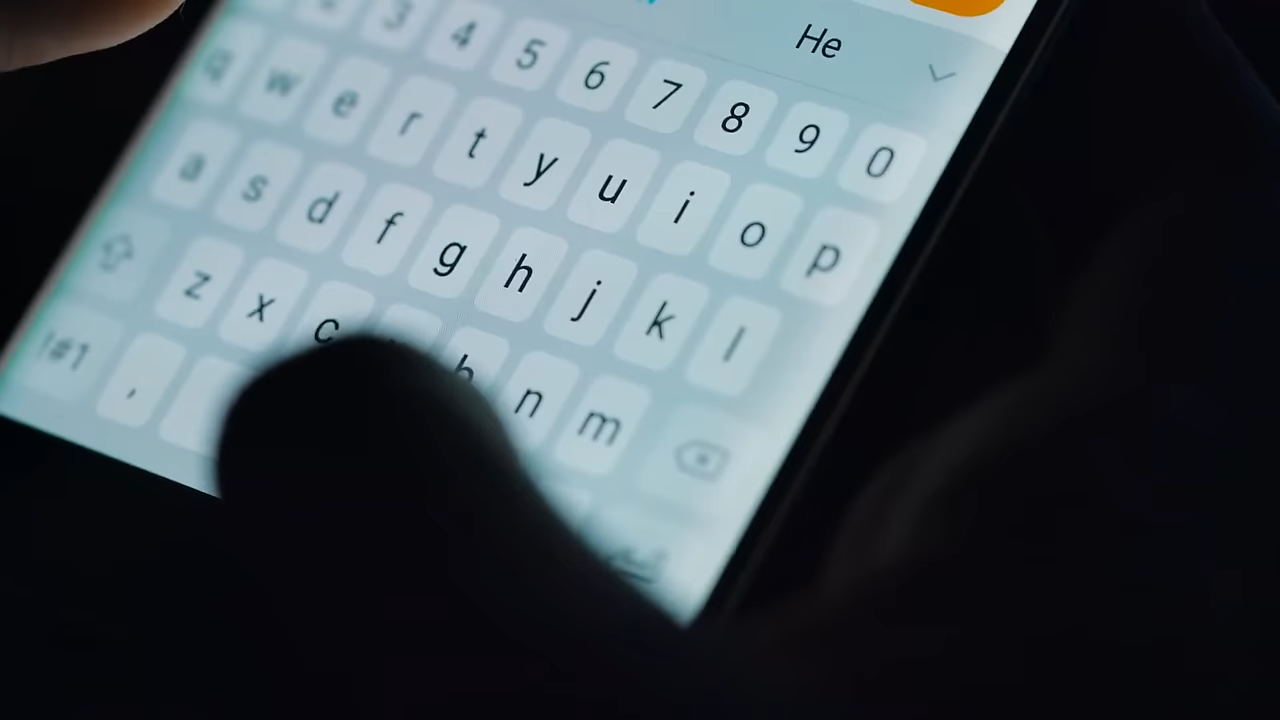 He
3 4 5 6 7 8 9 0
q w e r t y u i o p
a s d f g h j k l
z x c b n m
!#1 ,